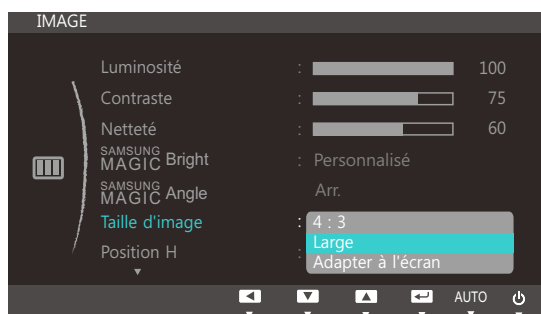 IMAGE
Luminosité : 100
Contraste : 75
Netteté : 60
SAMSUNG MAGIC Bright : Personnalisé
SAMSUNG MAGIC Angle Arr.
Taille d'image : 4 : 3
Large
Position H : Adapter à l'écran
AUTO